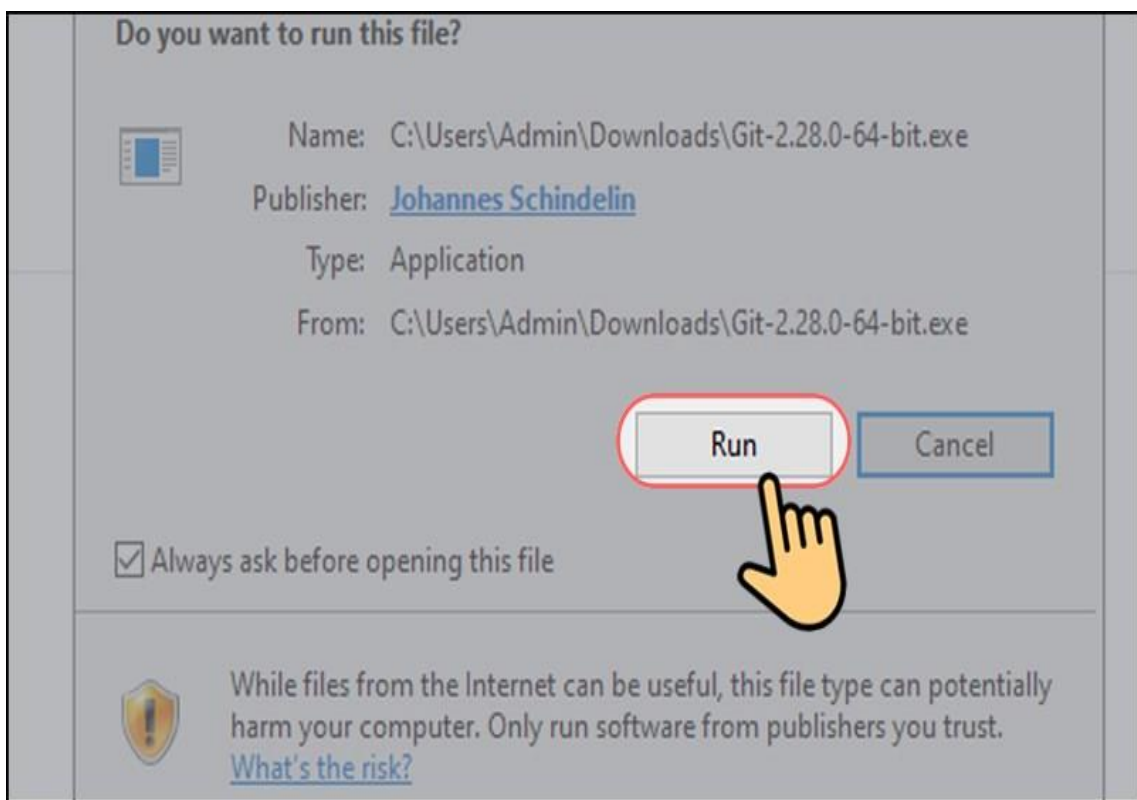 Do you want to run this file?
Name: C:\Users\Admin\Downloads\Git-2.28.0-64-bit.exe
Publisher: Johannes Schindelin
Type: Application
From: C:\Users\Admin\Downloads\Git-2.28.0-64-bit.exe
Run Cancel
Always ask before opening this file
While files from the Internet can be useful, this file type can potentially
harm your computer. Only run software from publishers you trust.
What's the risk?